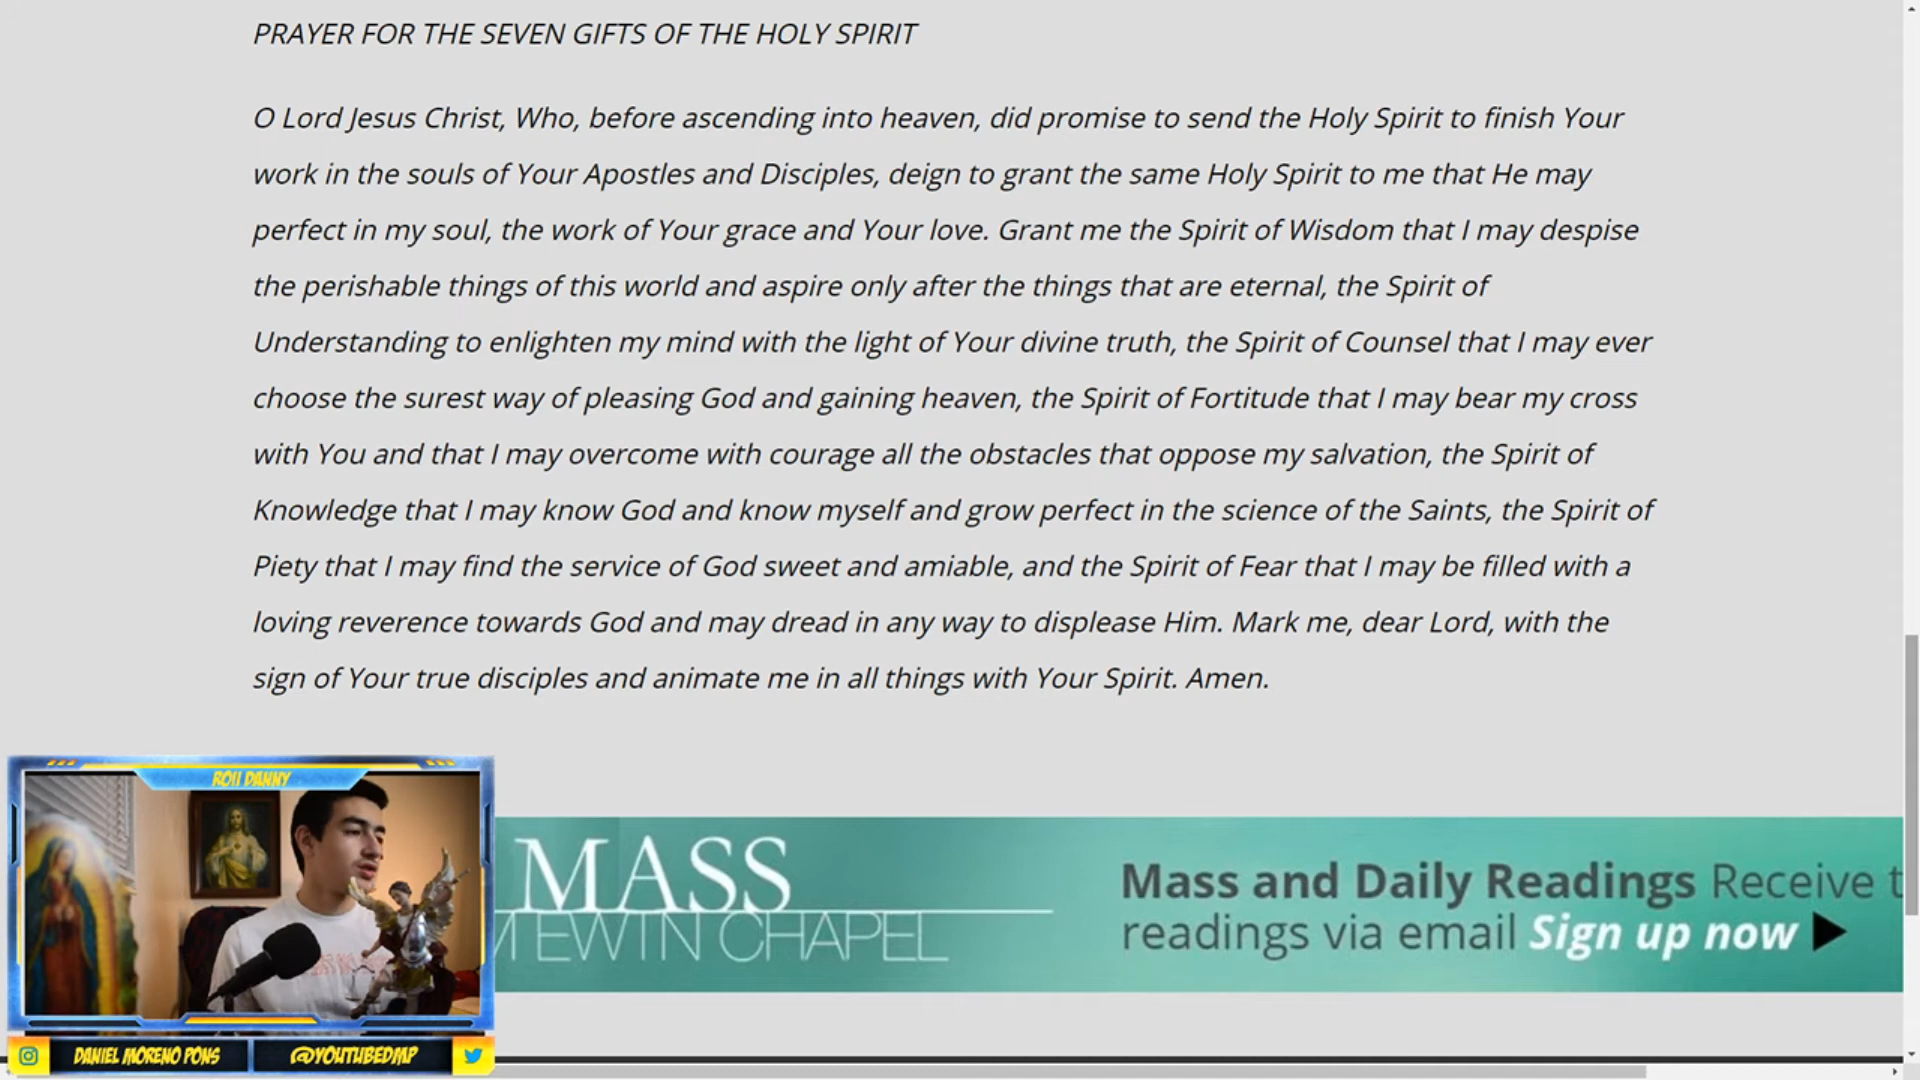 PRAYER FOR THE SEVEN GIFTS OF THE HOLY SPIRIT
O Lord Jesus Christ, Who, before ascending into heaven, did promise to send the Holy Spirit to finish Your
work in the souls of Your Apostles and Disciples, deign to grant the same Holy Spirit to me that He may
perfect in my soul, the work of Your grace and Your love. Grant me the Spirit of Wisdom that I may despise
the perishable things of this world and aspire only after the things that are eternal, the Spirit of
Understanding to enlighten my mind with the light of Your divine truth, the Spirit of Counsel that I may ever
choose the surest way of pleasing God and gaining heaven, the Spirit of Fortitude that I may bear my cross
with You and that I may overcome with courage all the obstacles that oppose my salvation, the Spirit of
Knowledge that I may know God and know myself and grow perfect in the science of the Saints, the Spirit of
Piety that I may find the service of God sweet and amiable, and the Spirit of Fear that I may be filled with a
loving reverence towards God and may dread in any way to displease Him. Mark me, dear Lord, with the
sign of Your true disciples and animate me in all things with Your Spirit. Amen.
MASS
EWTN CHAPEL
Mass and Daily Readings Receive t
readings via email Sign up now
ROII DANNY
DANIEL MORENO PONS
@YOUTUBEDMP